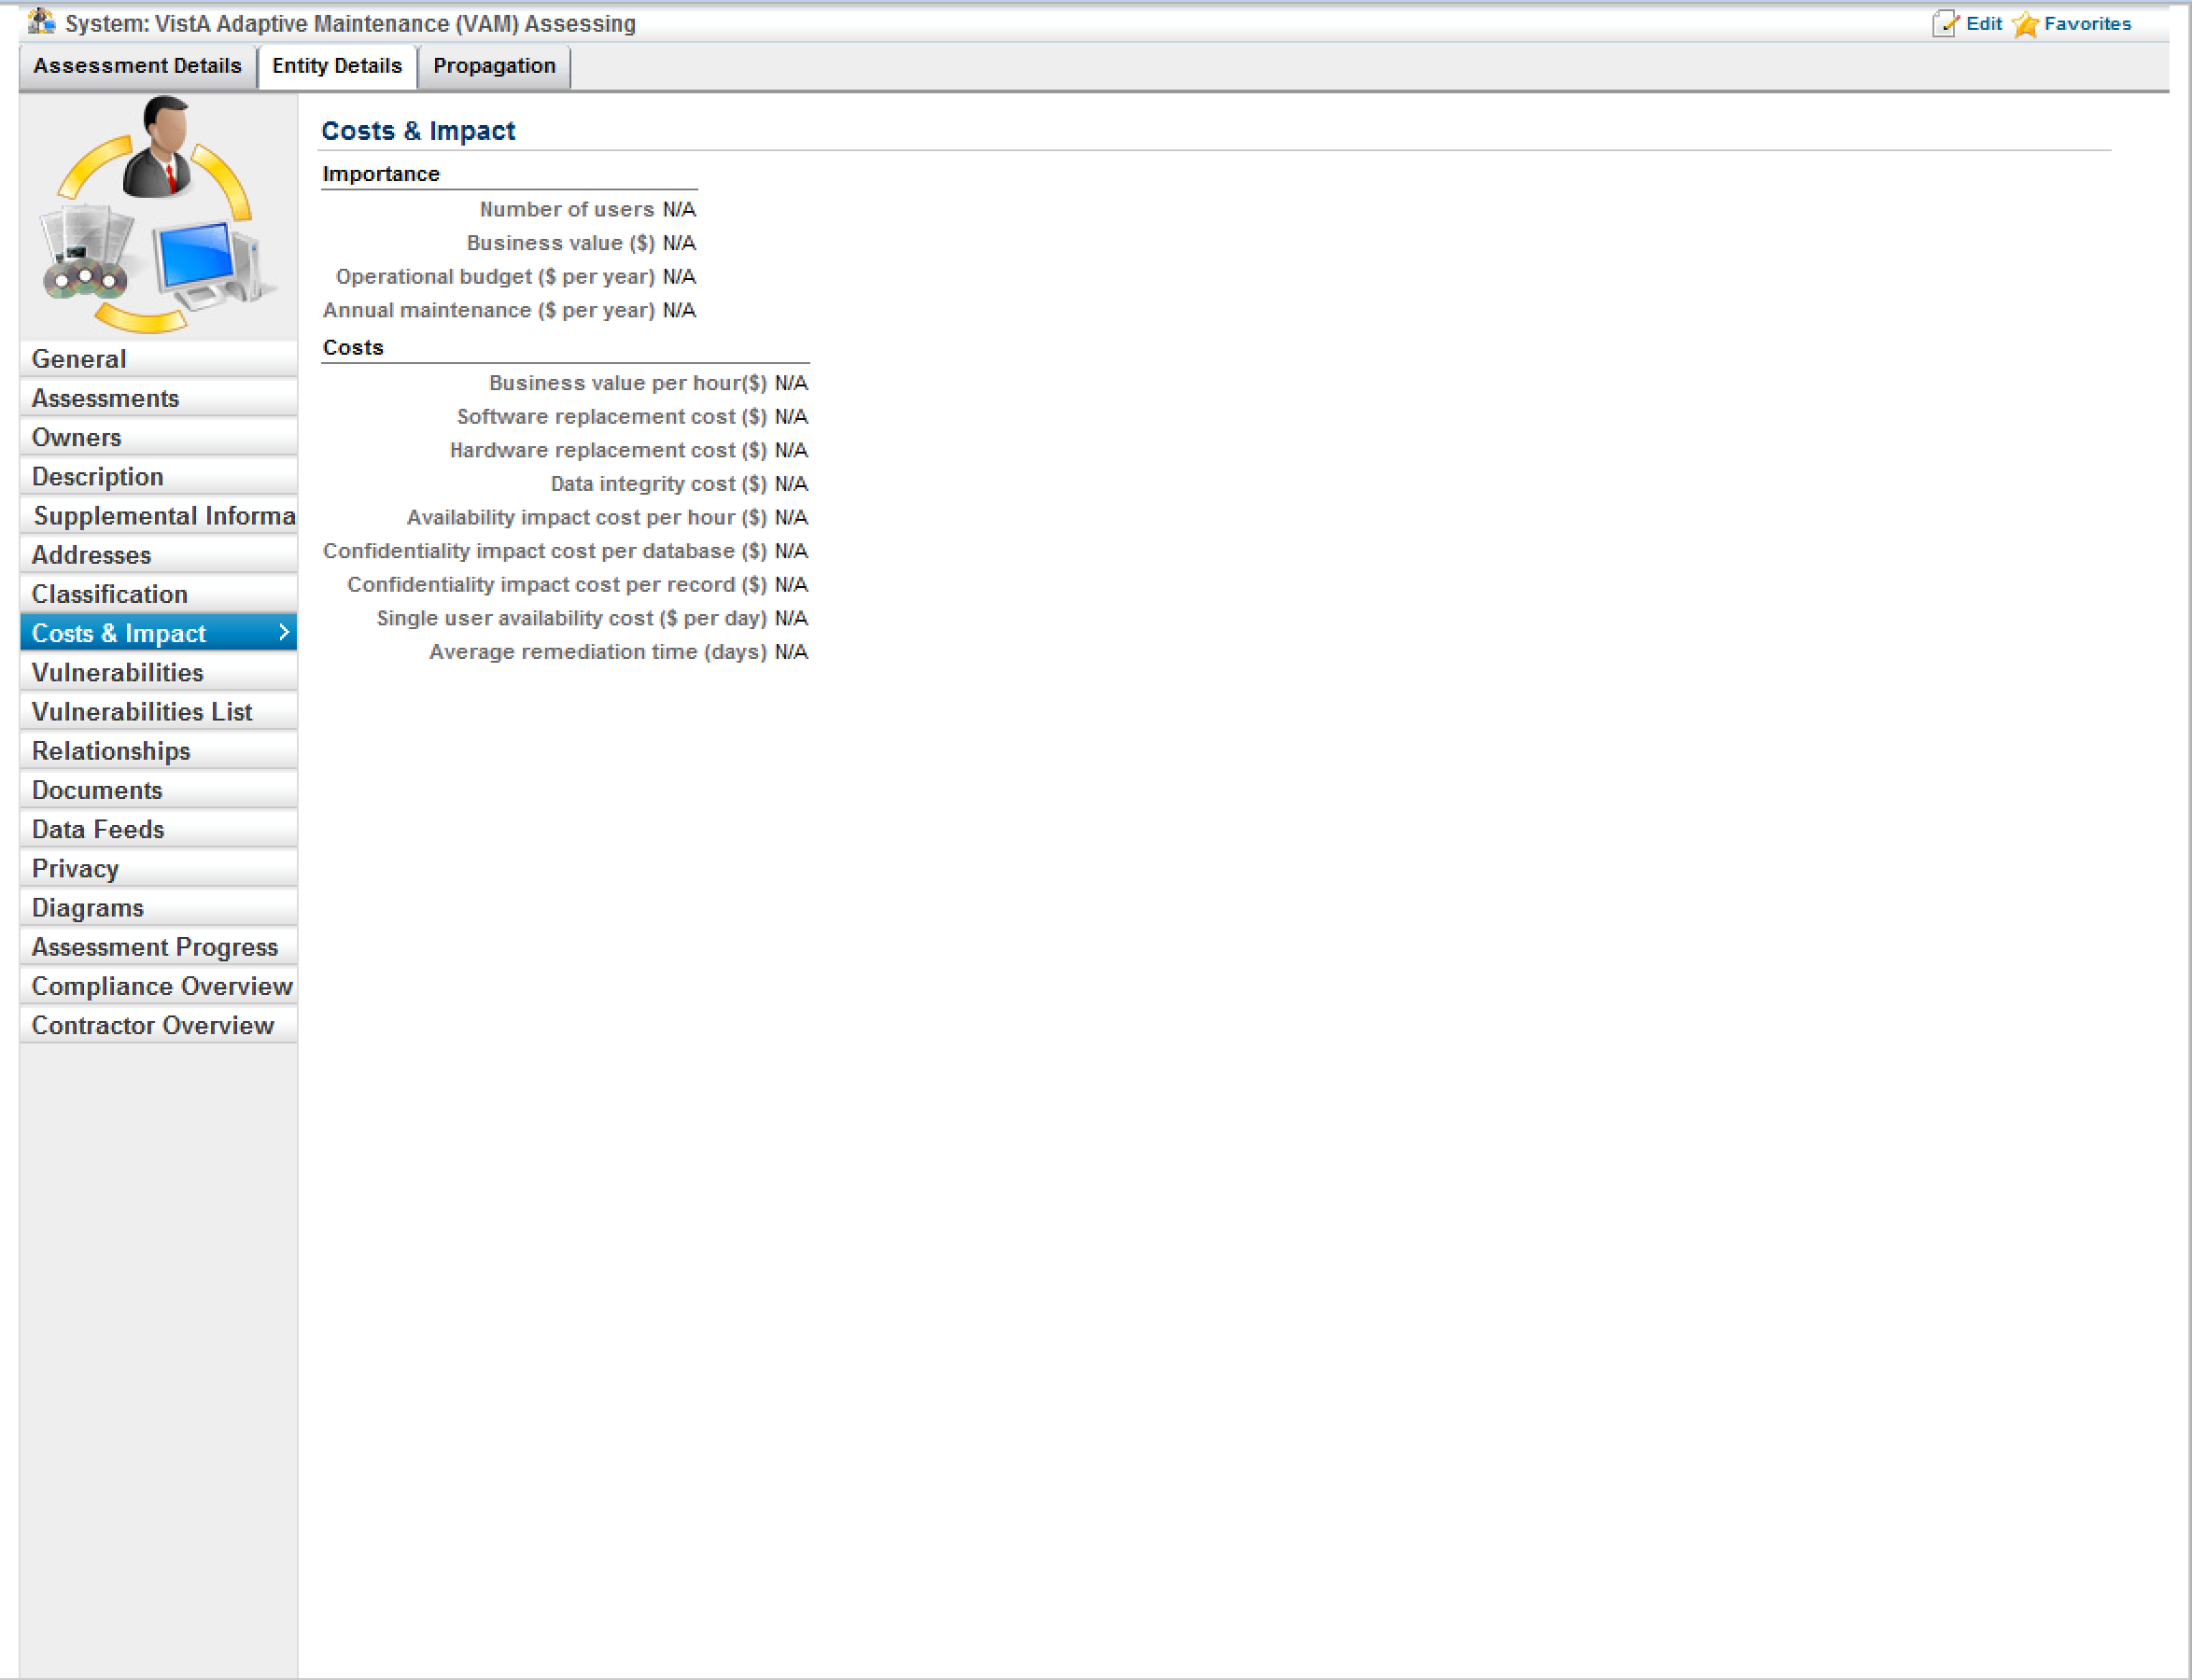 System: VistA Adaptive Maintenance (VAM) Assessing
Edit Favorites
Assessment Details Entity Details Propagation
Costs & Impact
Importance
Number of users N/A
Business value ($) N/A
Operational budget ($ per year) N/A
Annual maintenance ($ per year) N/A
Costs
Business value per hour($) N/A
Software replacement cost ($) N/A
Hardware replacement cost ($) N/A
Data integrity cost ($) N/A
Availability impact cost per hour ($) N/A
Confidentiality impact cost per database ($) N/A
Confidentiality impact cost per record ($) N/A
Single user availability cost ($ per day) N/A
Average remediation time (days) N/A
General
Assessments
Owners
Description
Supplemental Informa
Addresses
Classification
Costs & Impact
Vulnerabilities
Vulnerabilities List
Relationships
Documents
Data Feeds
Privacy
Diagrams
Assessment Progress
Compliance Overview
Contractor Overview